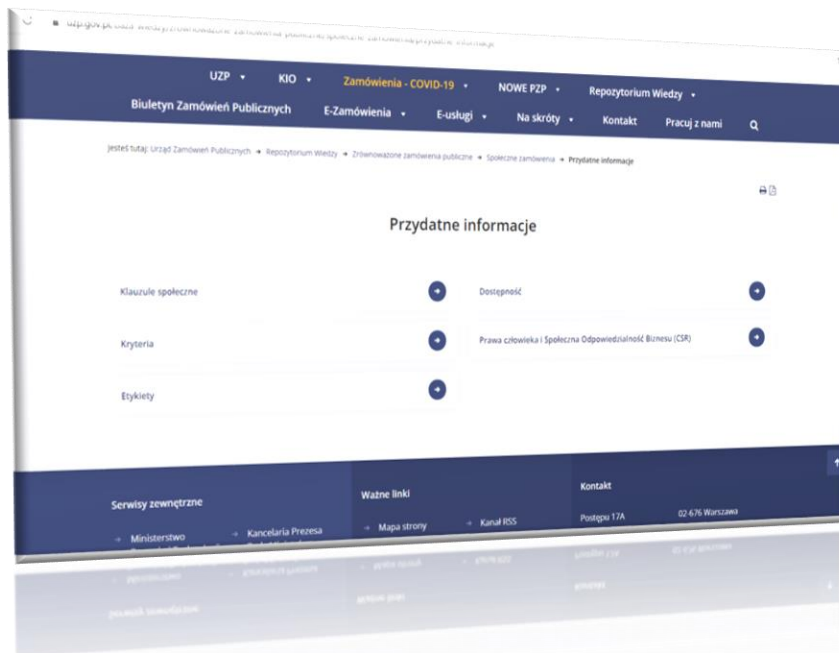 uzp.gov.pl
UZP KIO Zamówienia - COVID-19 NOWE PZP Repozytorium Wiedzy
Biuletyn Zamówień Publicznych E-Zamówienia E-usługi Na skróty Kontakt Pracuj z nami
Jesteś tutaj: Urząd Zamówień Publicznych → Repozytorium Wiedzy → Zrównoważone zamówienia publiczne → Społeczne zamówienia → Przydatne informacje
Przydatne informacje
Klauzule społeczne
Dostępność
Kryteria
Prawa człowieka i Społeczna Odpowiedzialność Biznesu (CSR)
Etykiety
Serwisy zewnętrzne
Ważne linki
Kontakt
→ Ministerstwo → Kancelaria Prezesa → Mapa strony → Kanał RSS Postępu 17A 02-676 Warszawa